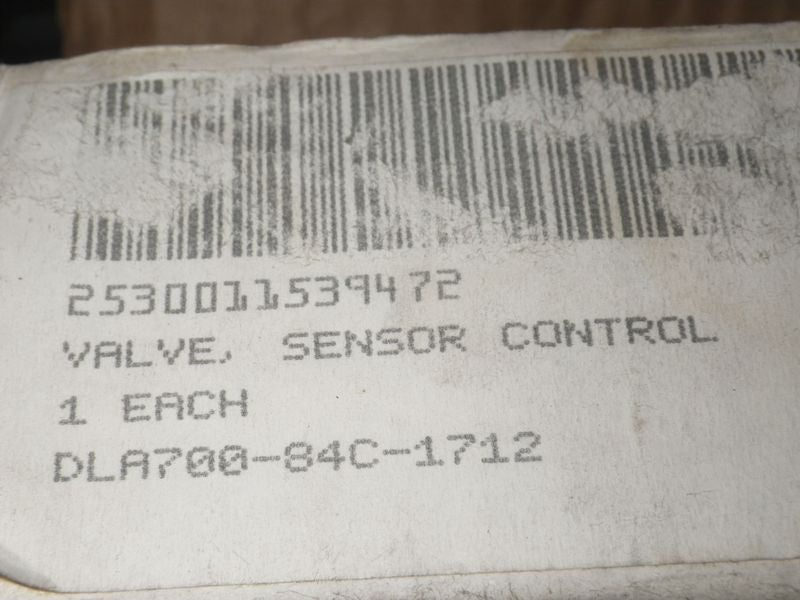 2530011539472
VALVE, SENSOR CONTROL
1 EACH
DLA700-84C-1712